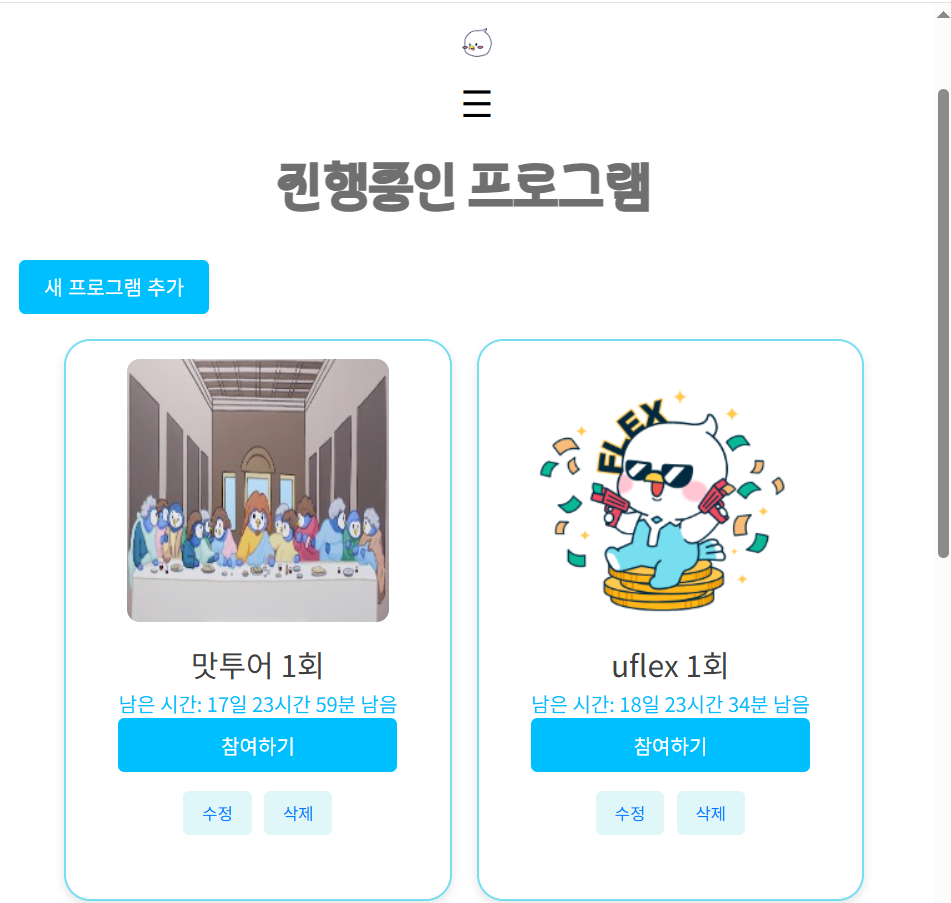 진행중인 프로그램
새 프로그램 추가
FLEX
맛투어 1회
남은 시간: 17일 23시간 59분 남음
참여하기
수정 삭제
uflex 1회
남은 시간: 18일 23시간 34분 남음
참여하기
수정 삭제